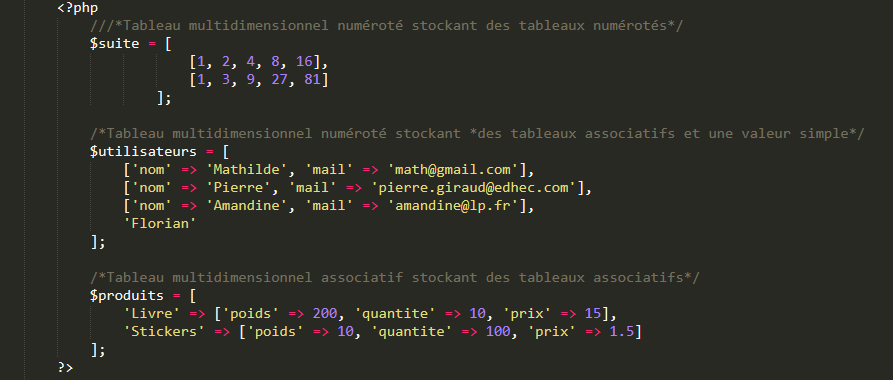 <?php
///*Tableau multidimensionnel numéroté stockant des tableaux numérotés*/
$suite = [
[1, 2, 4, 8, 16],
[1, 3, 9, 27, 81]
];
/*Tableau multidimensionnel numéroté stockant *des tableaux associatifs et une valeur simple*/
$utilisateurs = [
['nom' => 'Mathilde', 'mail' => 'math@gmail.com'],
['nom' => 'Pierre', 'mail' => 'pierre.giraud@edhec.com'],
['nom' => 'Amandine', 'mail' => 'amandine@lp.fr'],
'Florian'
];
/*Tableau multidimensionnel associatif stockant des tableaux associatifs*/
$produits = [
'Livre' => ['poids' => 200, 'quantite' => 10, 'prix' => 15],
'Stickers' => ['poids' => 10, 'quantite' => 100, 'prix' => 1.5]
];
?>